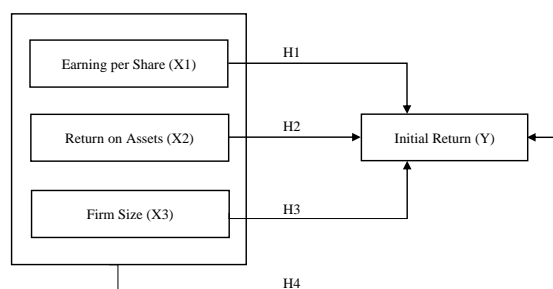 Earning per Share (X1)
H1
Return on Assets (X2)
H2
Initial Return (Y)
Firm Size (X3)
H3
H4